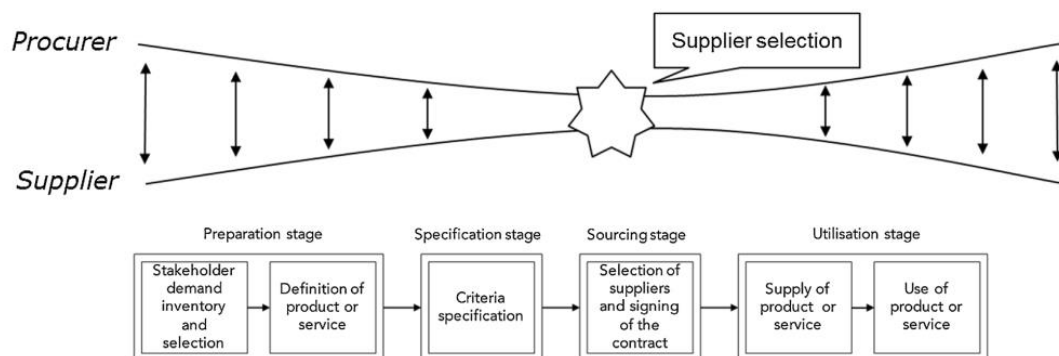 Procurer
Supplier selection
Supplier
Preparation stage
Specification stage
Sourcing stage
Utilisation stage
Stakeholder
demand
inventory
and
selection
Definition of
product or
service
Criteria
specification
Selection of
suppliers
and signing
of the
contract
Supply of
product or
service
Use of
product or
service